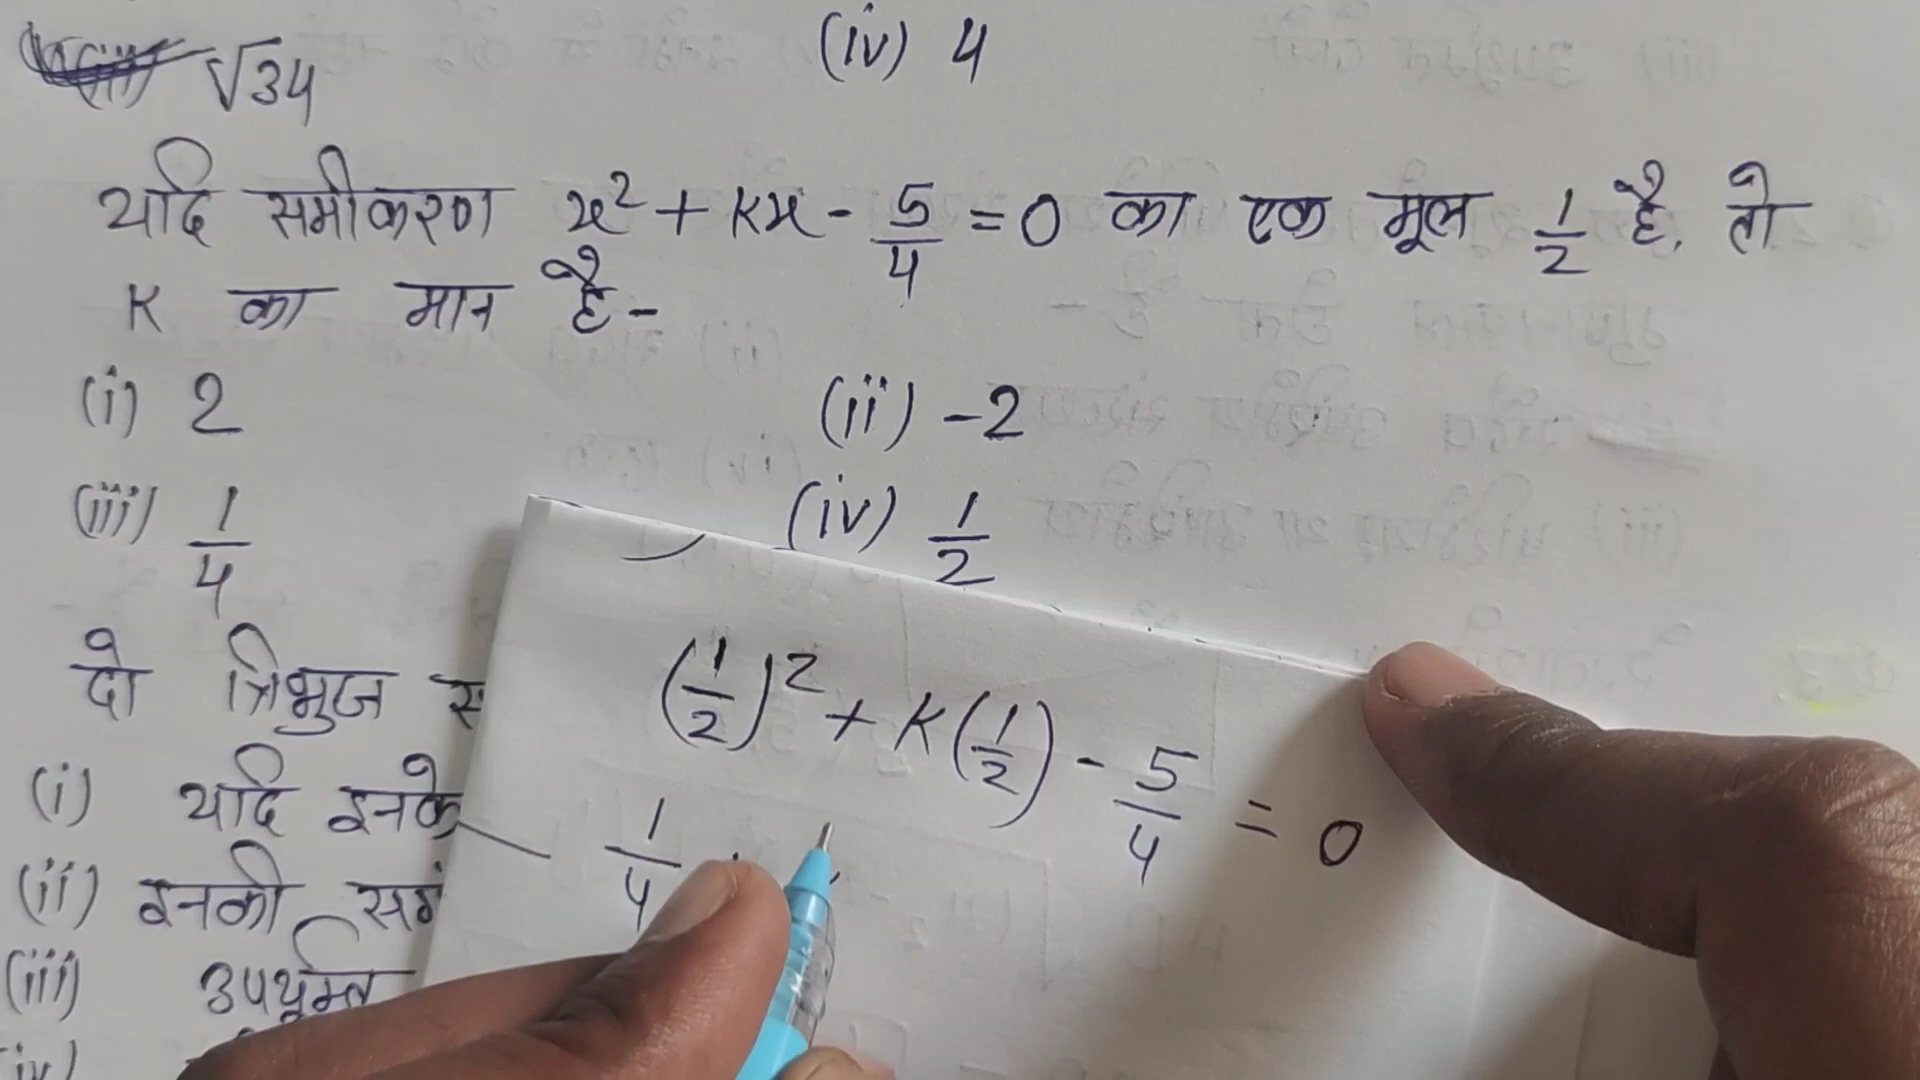 √34
(iv) 4
यदि समीकरण x² + Kx - 5/4 = 0 का एक मूल 1/2 है, तो
K का मान है-
(i) 2
(ii) -2
(iii) 1/4
(iv) 1/2
दो त्रिभुज
(i) यदि इनके
(ii) इनकी
(iii) उपर्युक्त
(iv)
(1/2)² + K(1/2) - 5/4 = 0
1/4